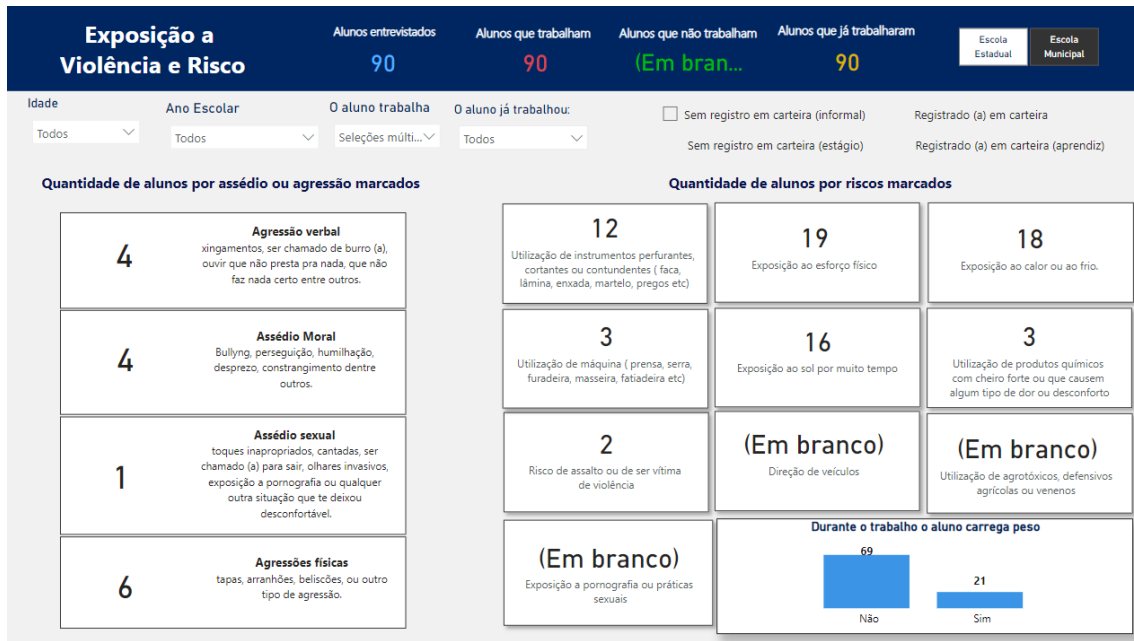 Exposição a
Violência e Risco
Alunos entrevistados
90
Alunos que trabalham
90
Alunos que não trabalham
(Em bran...
Alunos que já trabalharam
90
Escola
Estadual
Escola
Municipal
Idade
Todos
Ano Escolar
Todos
O aluno trabalha
Seleções múlti...
O aluno já trabalhou:
Todos
Sem registro em carteira (informal)
Registrado (a) em carteira
Sem registro em carteira (estágio)
Registrado (a) em carteira (aprendiz)
Quantidade de alunos por assédio ou agressão marcados
4
Agressão verbal
xingamentos, ser chamado de burro (a),
ouvir que não presta pra nada, que não
faz nada certo entre outros.
4
Assédio Moral
Bullyng, perseguição, humilhação,
desprezo, constrangimento dentre
outros.
1
Assédio sexual
toques inapropriados, cantadas, ser
chamado (a) para sair, olhares invasivos,
exposição a pornografia ou qualquer
outra situação que te deixou
desconfortável.
6
Agressões físicas
tapas, arranhões, beliscões, ou outro
tipo de agressão.
Quantidade de alunos por riscos marcados
12
Utilização de instrumentos perfurantes,
cortantes ou contundentes ( faca,
lâmina, enxada, martelo, pregos etc)
19
Exposição ao esforço físico
18
Exposição ao calor ou ao frio.
3
Utilização de máquina ( prensa, serra,
furadeira, masseira, fatiadeira etc)
16
Exposição ao sol por muito tempo
3
Utilização de produtos químicos
com cheiro forte ou que causem
algum tipo de dor ou desconforto
2
Risco de assalto ou de ser vítima
de violência
(Em branco)
Direção de veículos
(Em branco)
Utilização de agrotóxicos, defensivos
agrícolas ou venenos
(Em branco)
Exposição a pornografia ou práticas
sexuais
Durante o trabalho o aluno carrega peso
69
21
Não
Sim